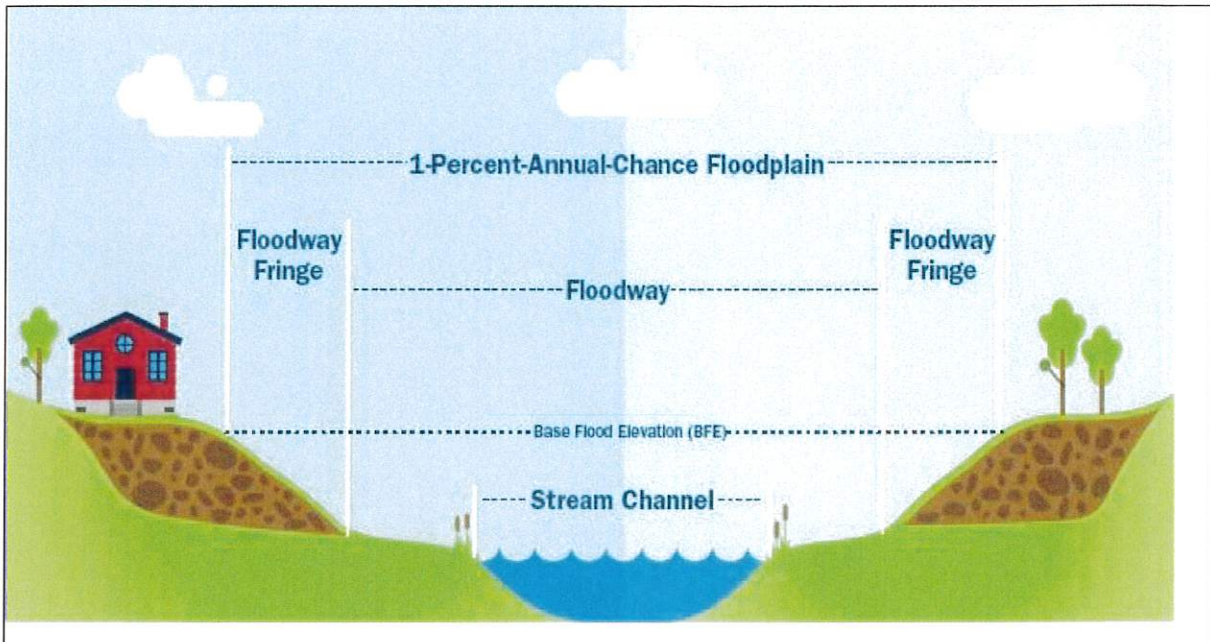 1-Percent-Annual-Chance Floodplain
Floodway
Fringe
Floodway
Fringe
Floodway
Base Flood Elevation (BFE)
Stream Channel